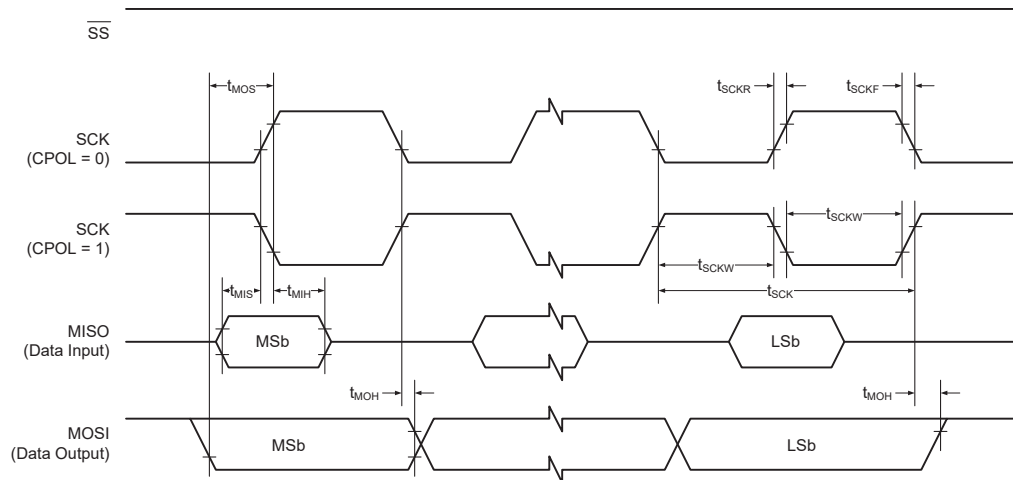 SS
tMOS
tSCKR
tSCKF
SCK
(CPOL = 0)
SCK
(CPOL = 1)
tSCKW
tSCKW
tSCK
tMIS
tMIH
MISO
(Data Input)
MSb
LSb
tMOH
tMOH
MOSI
(Data Output)
MSb
LSb